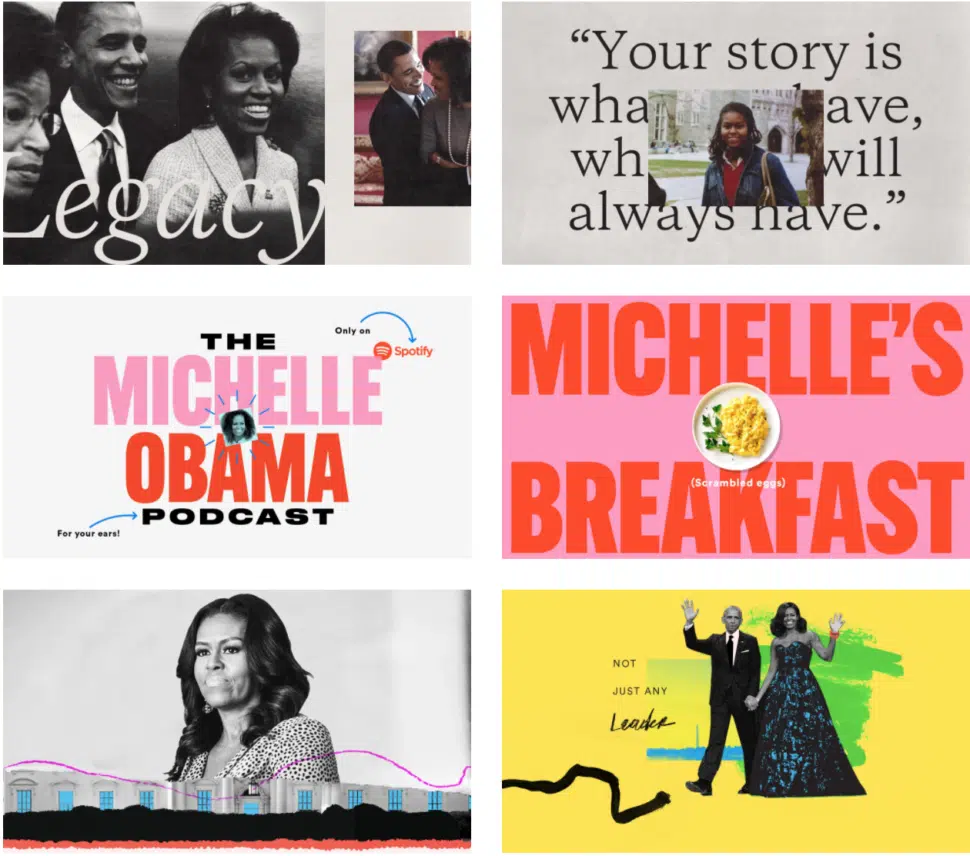 Legacy
“Your story is
wha ave,
wh will
always have.”
Only on
Spotify
THE
MICHELLE
OBAMA
PODCAST
For your ears!
MICHELLE’S
BREAKFAST
(Scrambled eggs)
NOT
JUST ANY
Leader